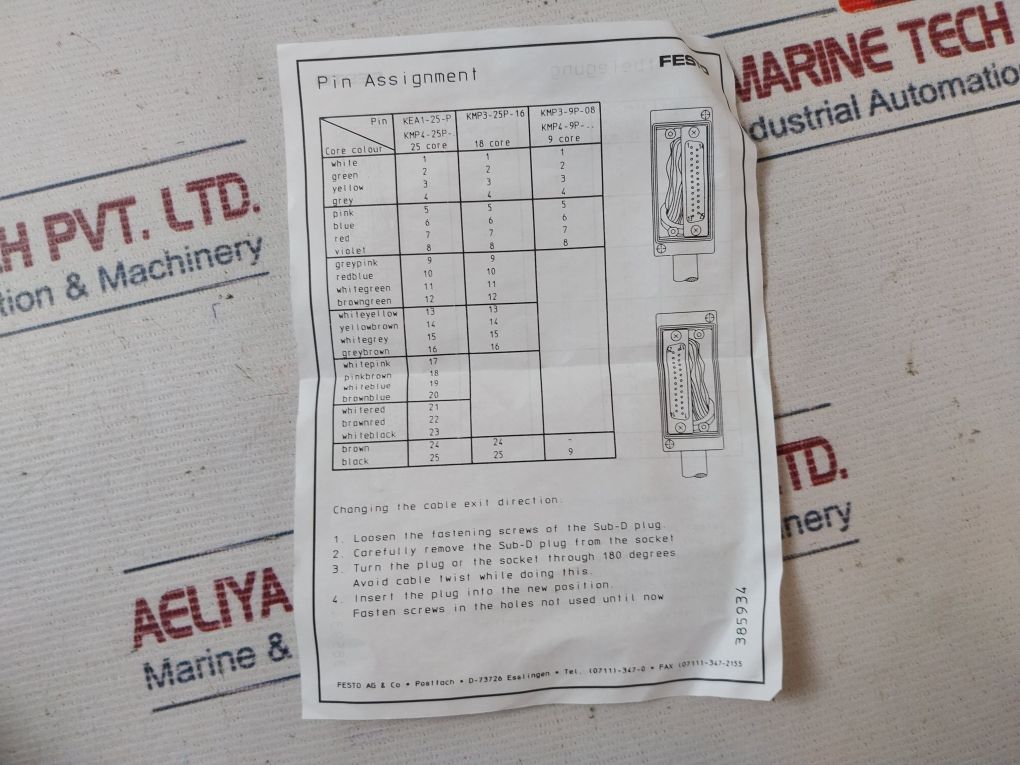 MARINE TECH
dustrial Automation
H PVT. LTD.
tion & Machinery
Pin Assignment
FESTO
Pin KEA1-25-P KMP3-25P-16 KMP3-9P-08
KMP4-25P-.. KMP4-9P-..
Core colour 25 core 18 core 9 core
white 1 1 1
green 2 2 2
yellow 3 3 3
grey 4 4 4
pink 5 5 5
blue 6 6 6
red 7 7 7
violet 8 8 8
greypink 9 9
redblue 10 10
whitegreen 11 11
browngreen 12 12
whiteyellow 13 13
yellowbrown 14 14
whitegrey 15 15
greybrown 16 16
whitepink 17
pinkbrown 18
whiteblue 19
brownblue 20
whitered 21
brownred 22
whiteblack 23
brown 24 24 -
black 25 25 9
Changing the cable exit direction:
1. Loosen the fastening screws of the Sub-D plug.
2. Carefully remove the Sub-D plug from the socket
3. Turn the plug or the socket through 180 degrees
Avoid cable twist while doing this.
4. Insert the plug into the new position.
Fasten screws in the holes not used until now
385934
FESTO AG & Co • Postfach • D-73726 Esslingen • Tel. (0711)-347-0 • FAX (0711)-347-2155
AELIYA
Marine &
TD.
nery